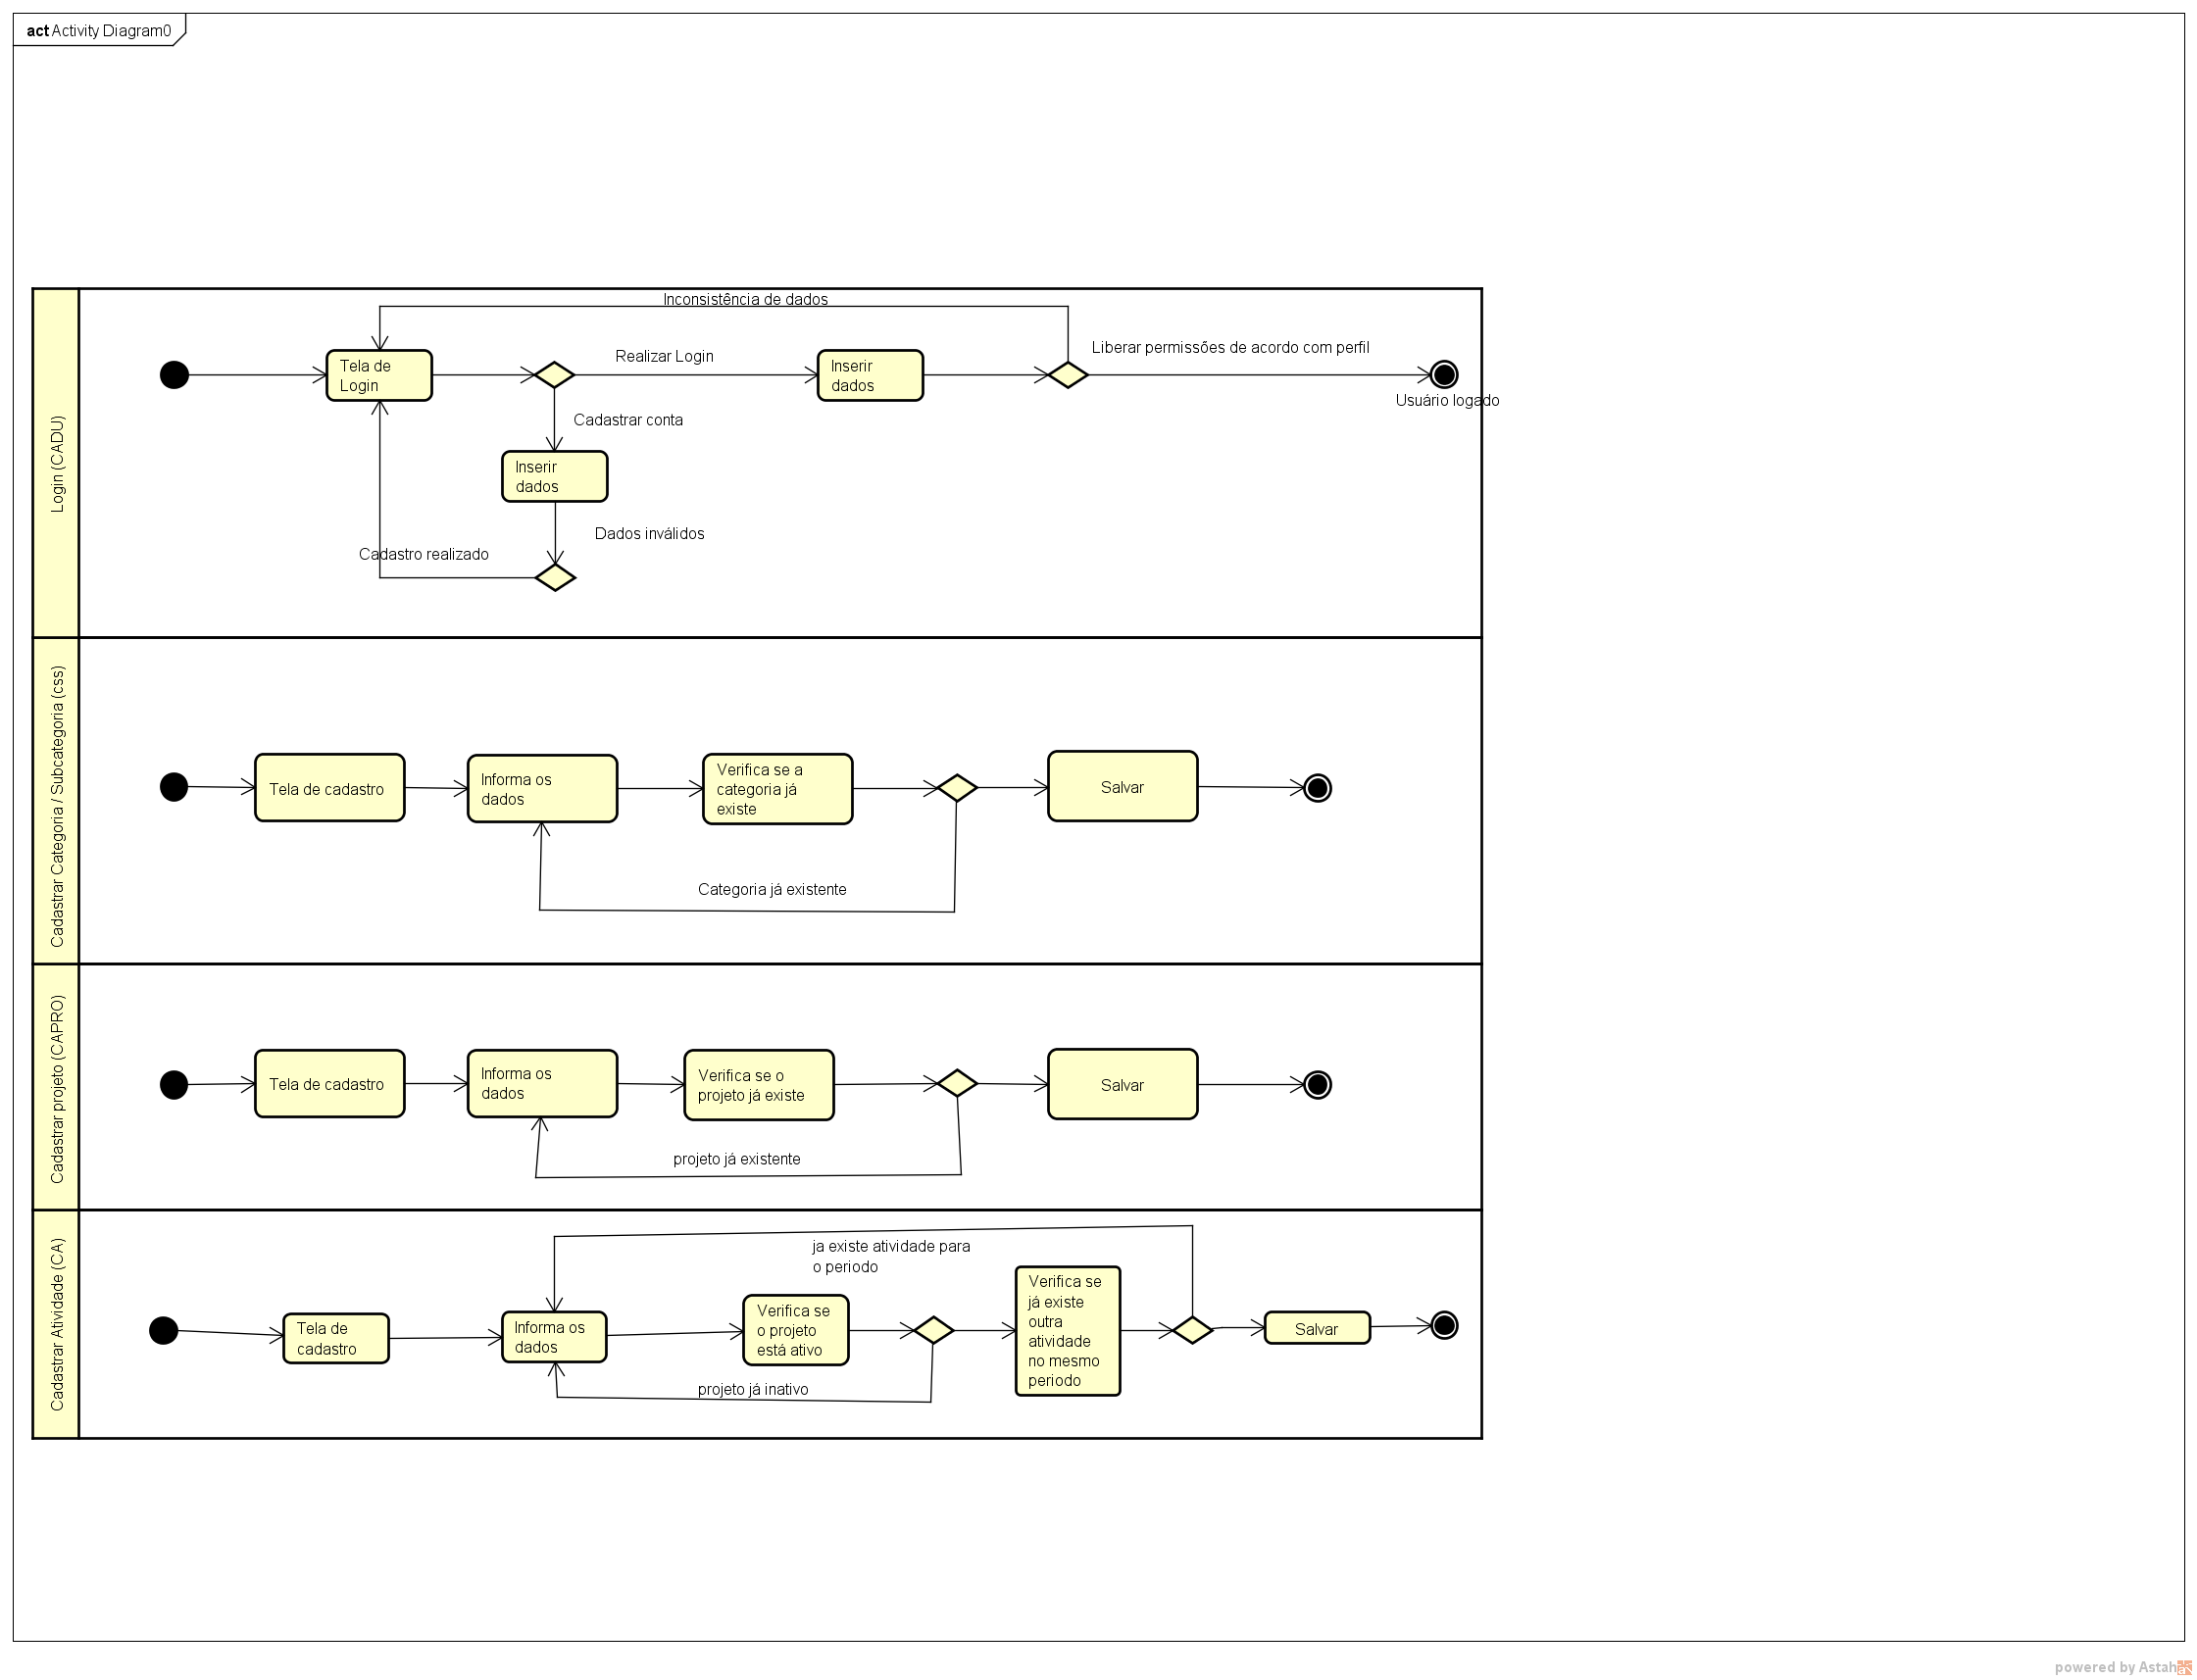 act Activity Diagram0
Login (CADU)
Inconsistência de dados
Tela de
Login
Realizar Login
Inserir
dados
Liberar permissões de acordo com perfil
Usuário logado
Cadastrar conta
Inserir
dados
Dados inválidos
Cadastro realizado
Cadastrar Categoria / Subcategoria (css)
Tela de cadastro
Informa os
dados
Verifica se a
categoria já
existe
Salvar
Categoria já existente
Cadastrar projeto (CAPRO)
Tela de cadastro
Informa os
dados
Verifica se o
projeto já existe
Salvar
projeto já existente
Cadastrar Atividade (CA)
ja existe atividade para
o periodo
Tela de
cadastro
Informa os
dados
Verifica se
o projeto
está ativo
Verifica se
já existe
outra
atividade
no mesmo
periodo
Salvar
projeto já inativo
powered by Astah